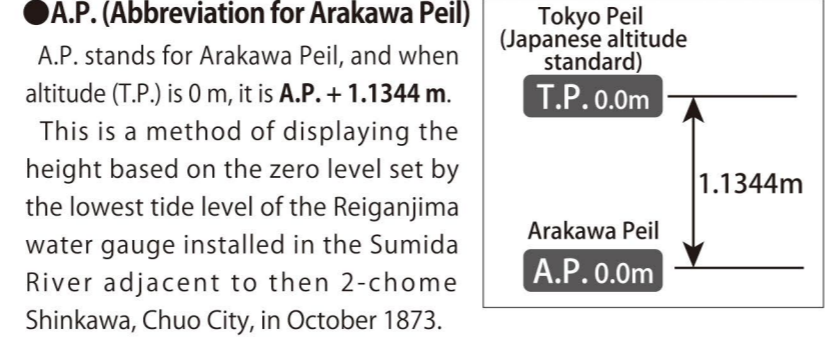 ●A.P. (Abbreviation for Arakawa Peil)
A.P. stands for Arakawa Peil, and when
altitude (T.P.) is 0 m, it is A.P. + 1.1344 m.
This is a method of displaying the
height based on the zero level set by
the lowest tide level of the Reiganjima
water gauge installed in the Sumida
River adjacent to then 2-chome
Shinkawa, Chuo City, in October 1873.
Tokyo Peil
(Japanese altitude
standard)
T.P. 0.0m
1.1344m
Arakawa Peil
A.P. 0.0m